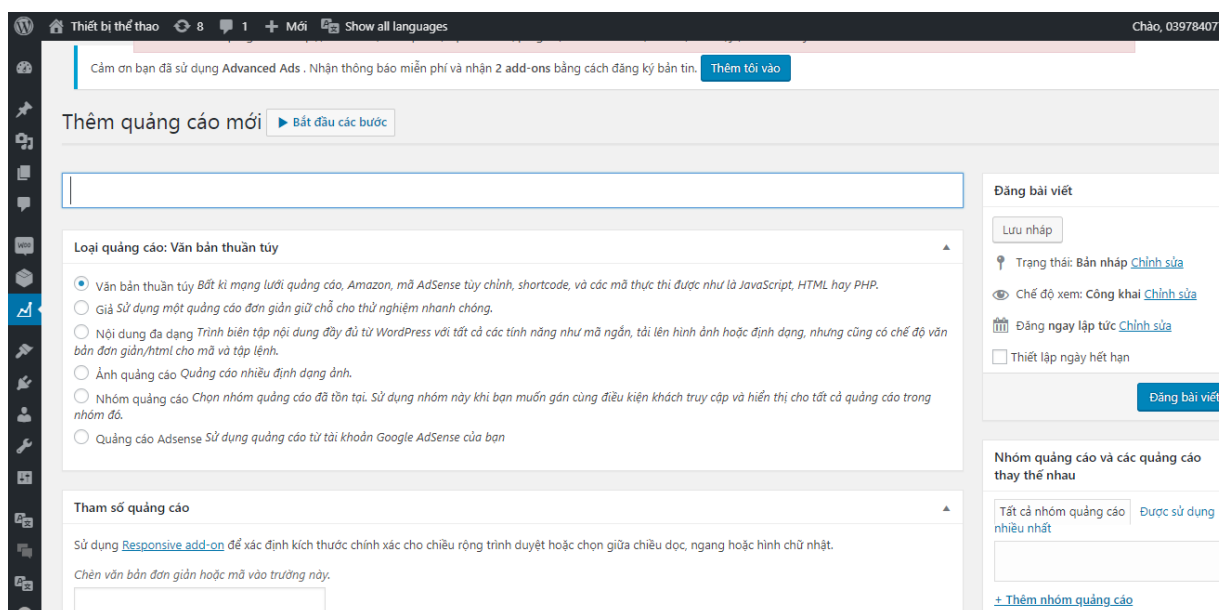 Thiết bị thể thao 8 1 Mới Show all languages Chào, 03978407
Cảm ơn bạn đã sử dụng Advanced Ads . Nhận thông báo miễn phí và nhận 2 add-ons bằng cách đăng ký bản tin. Thêm tôi vào
Thêm quảng cáo mới Bắt đầu các bước
Loại quảng cáo: Văn bản thuần túy
Văn bản thuần túy Bất kì mạng lưới quảng cáo, Amazon, mã AdSense tùy chỉnh, shortcode, và các mã thực thi được như là JavaScript, HTML hay PHP.
Giả Sử dụng một quảng cáo đơn giản giữ chỗ cho thử nghiệm nhanh chóng.
Nội dung đa dạng Trình biên tập nội dung đầy đủ từ WordPress với tất cả các tính năng như mã ngắn, tải lên hình ảnh hoặc định dạng, nhưng cũng có chế độ văn
bản đơn giản/html cho mã và tập lệnh.
Ảnh quảng cáo Quảng cáo nhiều định dạng ảnh.
Nhóm quảng cáo Chọn nhóm quảng cáo đã tồn tại. Sử dụng nhóm này khi bạn muốn gán cùng điều kiện khách truy cập và hiển thị cho tất cả quảng cáo trong
nhóm đó.
Quảng cáo Adsense Sử dụng quảng cáo từ tài khoản Google AdSense của bạn
Tham số quảng cáo
Sử dụng Responsive add-on để xác định kích thước chính xác cho chiều rộng trình duyệt hoặc chọn giữa chiều dọc, ngang hoặc hình chữ nhật.
Chèn văn bản đơn giản hoặc mã vào trường này.
Đăng bài viết
Lưu nháp
Trạng thái: Bản nháp Chỉnh sửa
Chế độ xem: Công khai Chỉnh sửa
Đăng ngay lập tức Chỉnh sửa
Thiết lập ngày hết hạn
Đăng bài viết
Nhóm quảng cáo và các quảng cáo
thay thế nhau
Tất cả nhóm quảng cáo Được sử dụng
nhiều nhất
+ Thêm nhóm quảng cáo